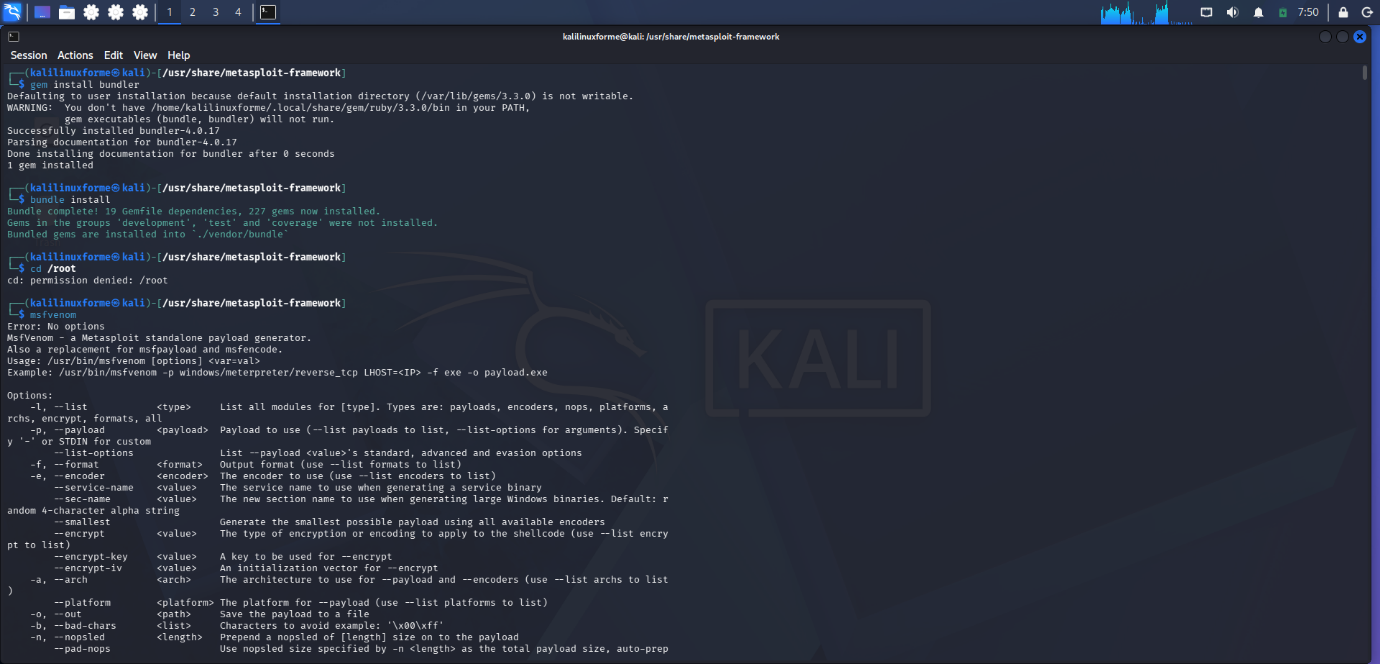 1 2 3 4 7:50
kalilinuxforme@kali: /usr/share/metasploit-framework
Session Actions Edit View Help
┌──(kalilinuxforme㉿kali)-[/usr/share/metasploit-framework]
└─$ gem install bundler
Defaulting to user installation because default installation directory (/var/lib/gems/3.3.0) is not writable.
WARNING:  You don't have /home/kalilinuxforme/.local/share/gem/ruby/3.3.0/bin in your PATH,
          gem executables (bundle, bundler) will not run.
Successfully installed bundler-4.0.17
Parsing documentation for bundler-4.0.17
Done installing documentation for bundler after 0 seconds
1 gem installed
┌──(kalilinuxforme㉿kali)-[/usr/share/metasploit-framework]
└─$ bundle install
Bundle complete! 19 Gemfile dependencies, 227 gems now installed.
Gems in the groups 'development', 'test' and 'coverage' were not installed.
Bundled gems are installed into `./vendor/bundle`
┌──(kalilinuxforme㉿kali)-[/usr/share/metasploit-framework]
└─$ cd /root
cd: permission denied: /root
┌──(kalilinuxforme㉿kali)-[/usr/share/metasploit-framework]
└─$ msfvenom
Error: No options
MsfVenom - a Metasploit standalone payload generator.
Also a replacement for msfpayload and msfencode.
Usage: /usr/bin/msfvenom [options] <var=val>
Example: /usr/bin/msfvenom -p windows/meterpreter/reverse_tcp LHOST=<IP> -f exe -o payload.exe
Options:
    -l, --list            <type>     List all modules for [type]. Types are: payloads, encoders, nops, platforms, a
rchs, encrypt, formats, all
    -p, --payload         <payload>  Payload to use (--list payloads to list, --list-options for arguments). Specif
y '-' or STDIN for custom
        --list-options               List --payload <value>'s standard, advanced and evasion options
    -f, --format          <format>   Output format (use --list formats to list)
    -e, --encoder         <encoder>  The encoder to use (use --list encoders to list)
        --service-name    <value>    The service name to use when generating a service binary
        --sec-name        <value>    The new section name to use when generating large Windows binaries. Default: r
andom 4-character alpha string
        --smallest                   Generate the smallest possible payload using all available encoders
        --encrypt         <value>    The type of encryption or encoding to apply to the shellcode (use --list encry
pt to list)
        --encrypt-key     <value>    A key to be used for --encrypt
        --encrypt-iv      <value>    An initialization vector for --encrypt
    -a, --arch            <arch>     The architecture to use for --payload and --encoders (use --list archs to list
)
        --platform        <platform> The platform for --payload (use --list platforms to list)
    -o, --out             <path>     Save the payload to a file
    -b, --bad-chars       <list>     Characters to avoid example: '\x00\xff'
    -n, --nopsled         <length>   Prepend a nopsled of [length] size on to the payload
        --pad-nops                   Use nopsled size specified by -n <length> as the total payload size, auto-prep
KALI